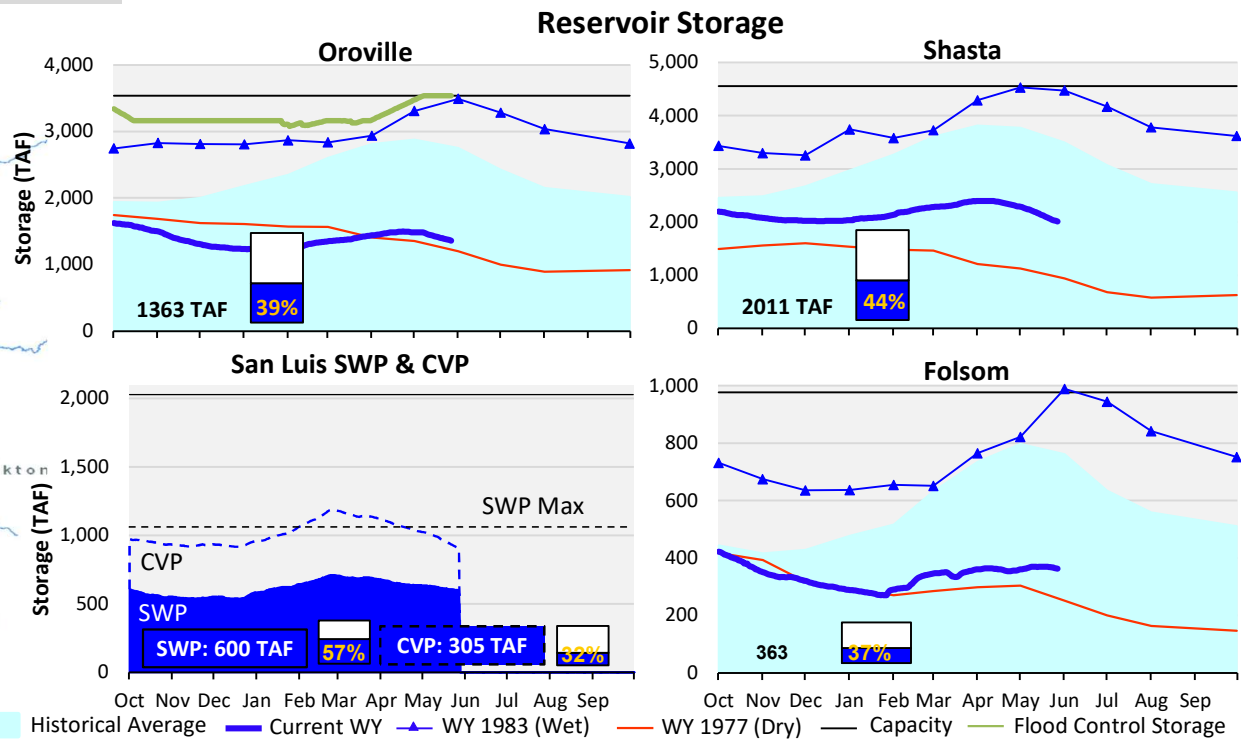 Reservoir Storage
Oroville
Storage (TAF)
4,000
3,000
2,000
1,000
0
1363 TAF
39%
Shasta
5,000
4,000
3,000
2,000
1,000
0
2011 TAF
44%
San Luis SWP & CVP
Storage (TAF)
2,000
1,500
1,000
500
0
SWP Max
CVP
SWP
SWP: 600 TAF
57%
CVP: 305 TAF
32%
Oct Nov Dec Jan Feb Mar Apr May Jun Jul Aug Sep
Folsom
1,000
800
600
400
200
0
363
37%
Oct Nov Dec Jan Feb Mar Apr May Jun Jul Aug Sep
kton
Historical Average Current WY WY 1983 (Wet) WY 1977 (Dry) Capacity Flood Control Storage